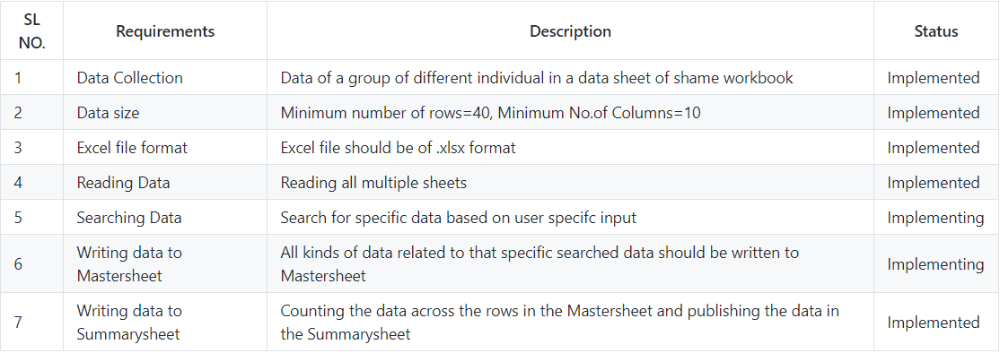 SL NO. Requirements Description Status
1 Data Collection Data of a group of different individual in a data sheet of shame workbook Implemented
2 Data size Minimum number of rows=40, Minimum No.of Columns=10 Implemented
3 Excel file format Excel file should be of .xlsx format Implemented
4 Reading Data Reading all multiple sheets Implemented
5 Searching Data Search for specific data based on user specifc input Implementing
6 Writing data to Mastersheet All kinds of data related to that specific searched data should be written to Mastersheet Implementing
7 Writing data to Summarysheet Counting the data across the rows in the Mastersheet and publishing the data in the Summarysheet Implemented